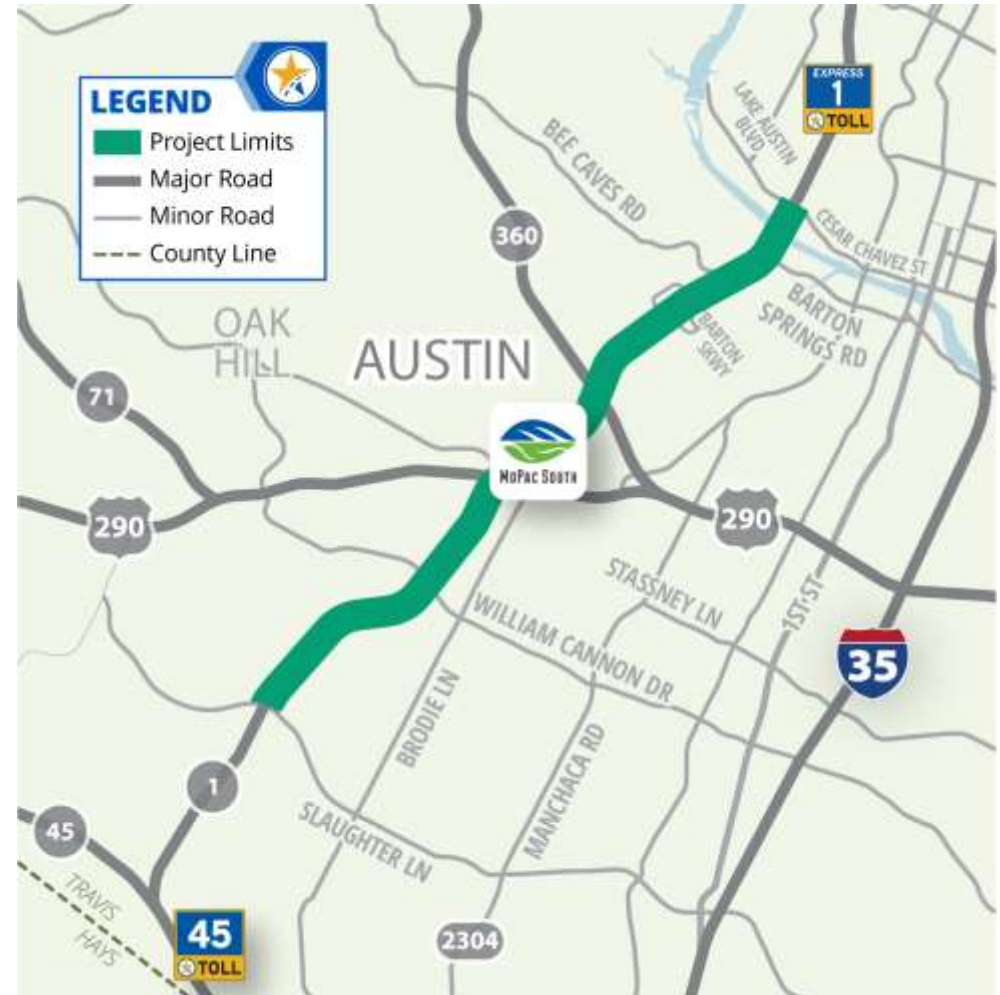 LEGEND
Project Limits
Major Road
Minor Road
County Line
EXPRESS
1
TOLL
LAKE AUSTIN
BLVD
BEE CAVES RD
360
CESAR CHAVEZ ST
BARTON
SPRINGS RD
BARTON
SKWY
OAK
HILL
AUSTIN
71
MOPAC SOUTH
290
290
STASSNEY LN
1ST ST
WILLIAM CANNON DR
35
BRODIE LN
MANCHACA RD
1
SLAUGHTER LN
45
TRAVIS
HAYS
45
TOLL
2304